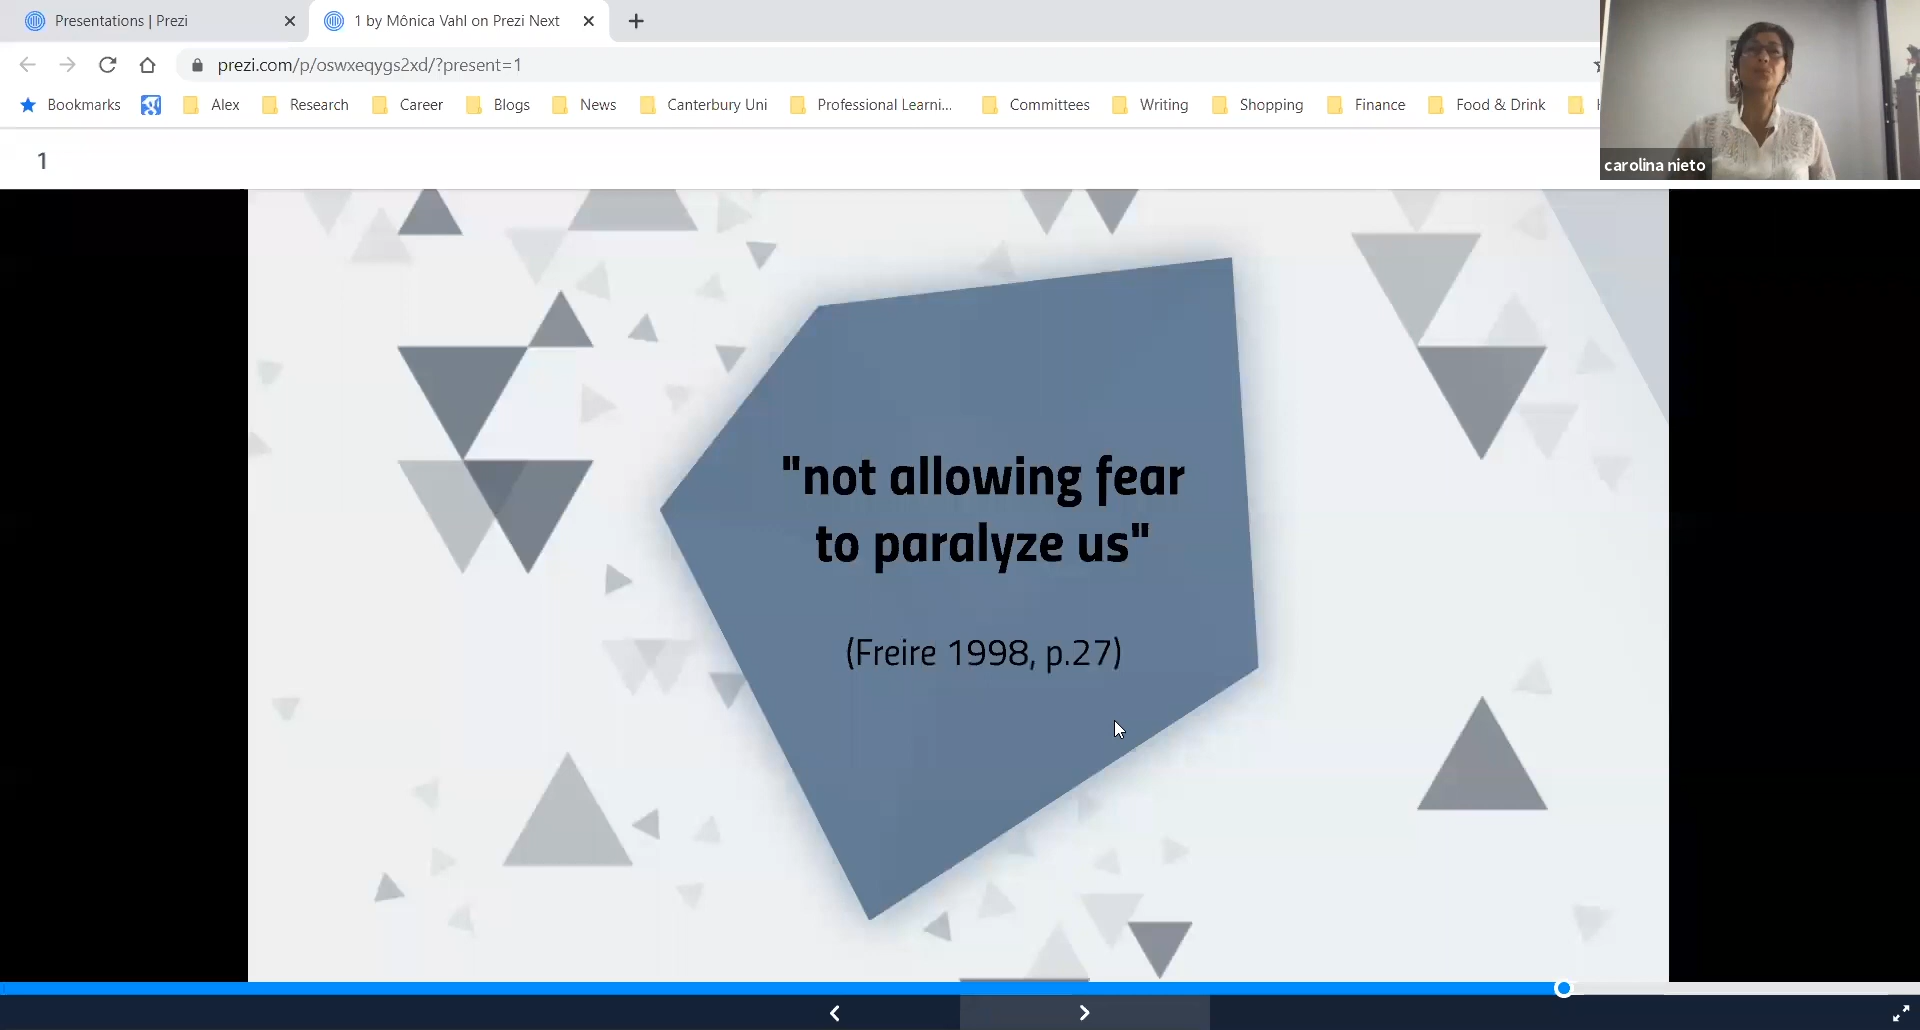 Presentations | Prezi
1 by Mônica Vahl on Prezi Next
prezi.com/p/oswxeqygs2xd/?present=1
Bookmarks
Alex
Research
Career
Blogs
News
Canterbury Uni
Professional Learni...
Committees
Writing
Shopping
Finance
Food & Drink
carolina nieto
1
"not allowing fear
to paralyze us"
(Freire 1998, p.27)